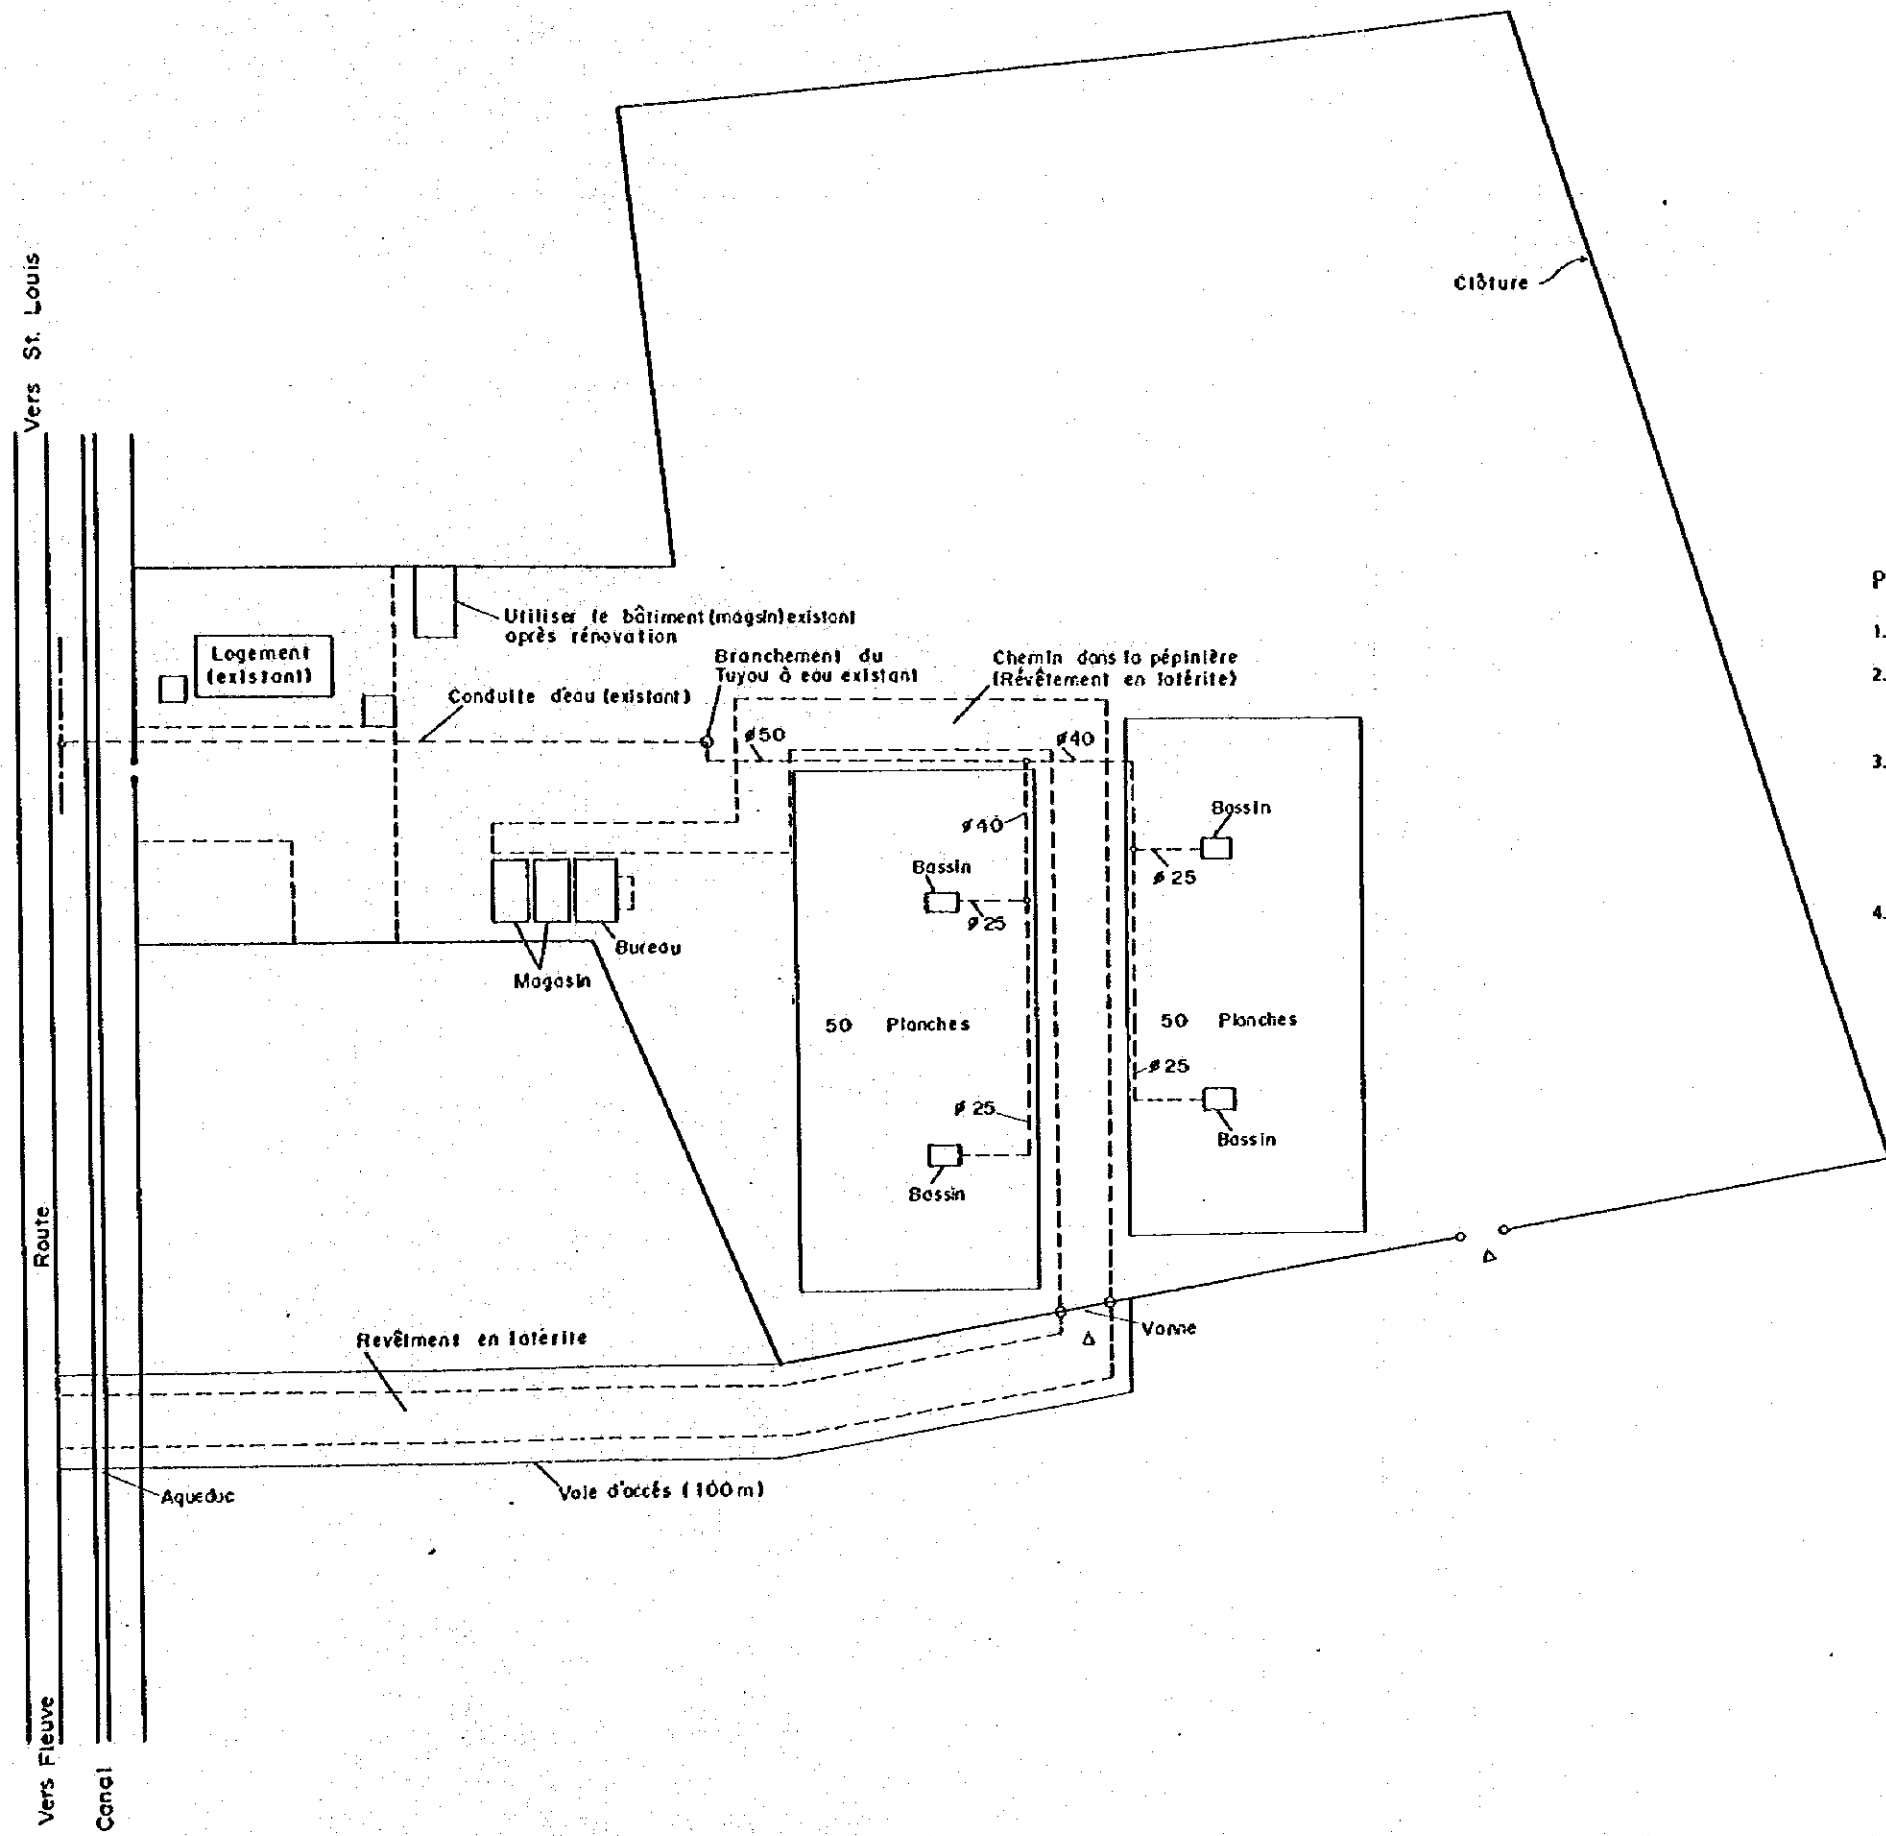 Vers St. Louis
Clôture
P
1.
2.
3.
4.
Utiliser le bâtiment (magsin) existant
après rénovation
Logement
(existant)
Conduite d'eau (existant)
Branchement du
Tuyau à eau existant
Chemin dans la pépinière
(Révêtement en latérite)
ø50
ø40
ø40
Bassin
ø25
Bassin
ø25
Bureau
Magasin
50 Planches
50 Planches
ø25
ø25
Bassin
Bassin
Route
Vanne
Revêtment en latérite
Voie d'accés (100m)
Aqueduc
Vers Fleuve
Canal